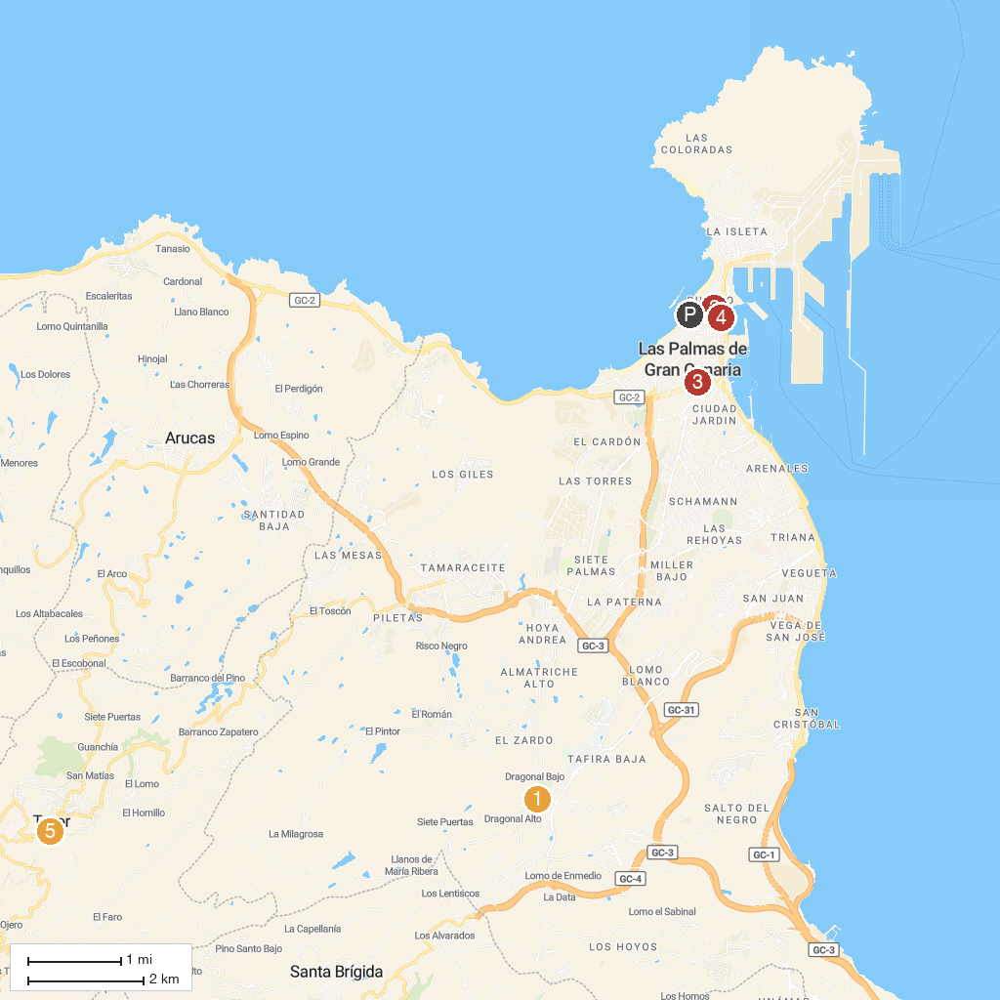 LAS
COLORADAS
LA ISLETA
Tanasio
Cardonal
Escaleritas
GC-2
Llano Blanco
P
4
Lomo Quintanilla
Las Palmas de
Gran Canaria
Hinojal
Los Dolores
3
Las Chorreras
El Perdigón
GC-2
CIUDAD
JARDIN
Arucas
Lomo Espino
EL CARDÓN
Menores
Lomo Grande
LOS GILES
ARENALES
LAS TORRES
SCHAMANN
SANTIDAD
BAJA
LAS
REHOYAS
TRIANA
LAS MESAS
TAMARACEITE
SIETE
PALMAS
MILLER
BAJO
VEGUETA
nquillos
El Arco
SAN JUAN
LA PATERNA
Los Altabacales
El Toscón
PILETAS
HOYA
ANDREA
VEGA DE
SAN JOSÉ
Los Peñones
Risco Negro
GC-3
El Escobonal
Barranco del Pino
ALMATRICHE
ALTO
LOMO
BLANCO
GC-31
Siete Puertas
El Román
SAN
CRISTÓBAL
Barranco Zapatero
El Pintor
EL ZARDO
Guanchía
TAFIRA BAJA
San Matías
Dragonal Bajo
El Lomo
1
El Hornillo
Dragonal Alto
SALTO DEL
NEGRO
Siete Puertas
5
La Milagrosa
GC-3
GC-1
Llanos de
María Ribera
Lomo de Enmedio
GC-4
Los Lentiscos
La Data
El Faro
Lomo el Sabinal
Ojero
La Capellanía
Los Alvarados
Pino Santo Bajo
LOS HOYOS
GC-3
1 mi
2 km
Santa Brígida
Los Hornos